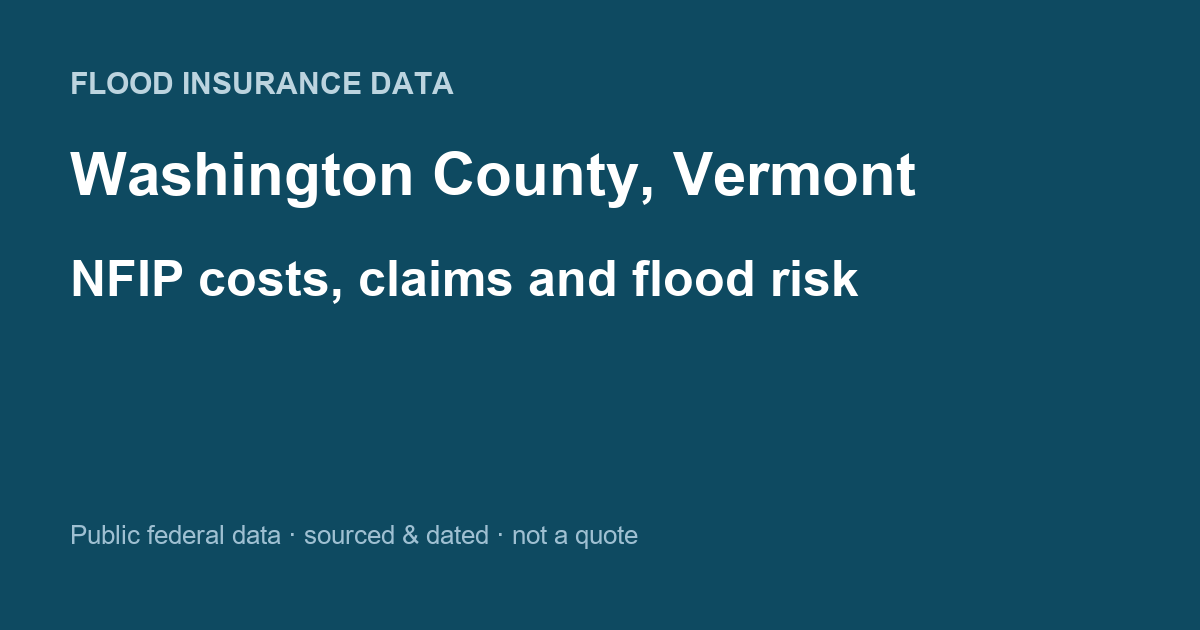 FLOOD INSURANCE DATA
Washington County, Vermont
NFIP costs, claims and flood risk
Public federal data · sourced & dated · not a quote